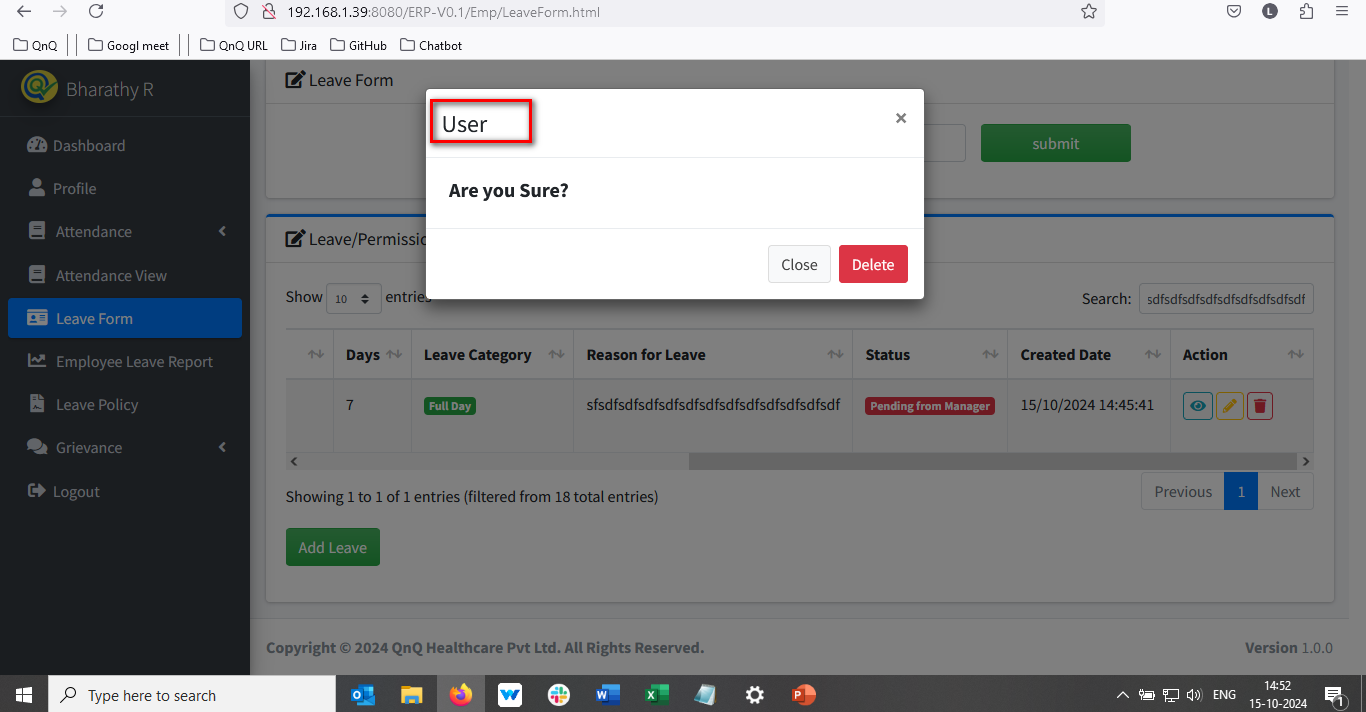 192.168.1.39:8080/ERP-V0.1/Emp/LeaveForm.html
L
QnQ Googl meet QnQ URL Jira GitHub Chatbot
Bharathy R
Dashboard
Profile
Attendance
Attendance View
Leave Form
Employee Leave Report
Leave Policy
Grievance
Logout
Leave Form
submit
User
×
Are you Sure?
Close Delete
Leave/Permissio
Show 10 entries
Search: sdfsdfsdfsdfsdfsdfsdfsdfsdf
Days Leave Category Reason for Leave Status Created Date Action
7 Full Day sfsdfsdfsdfsdfsdfsdfsdfsdfsdfsdfsdfsdf Pending from Manager 15/10/2024 14:45:41
Showing 1 to 1 of 1 entries (filtered from 18 total entries)
Previous 1 Next
Add Leave
Copyright © 2024 QnQ Healthcare Pvt Ltd. All Rights Reserved.
Version 1.0.0
Type here to search
ENG
14:52
15-10-2024
1